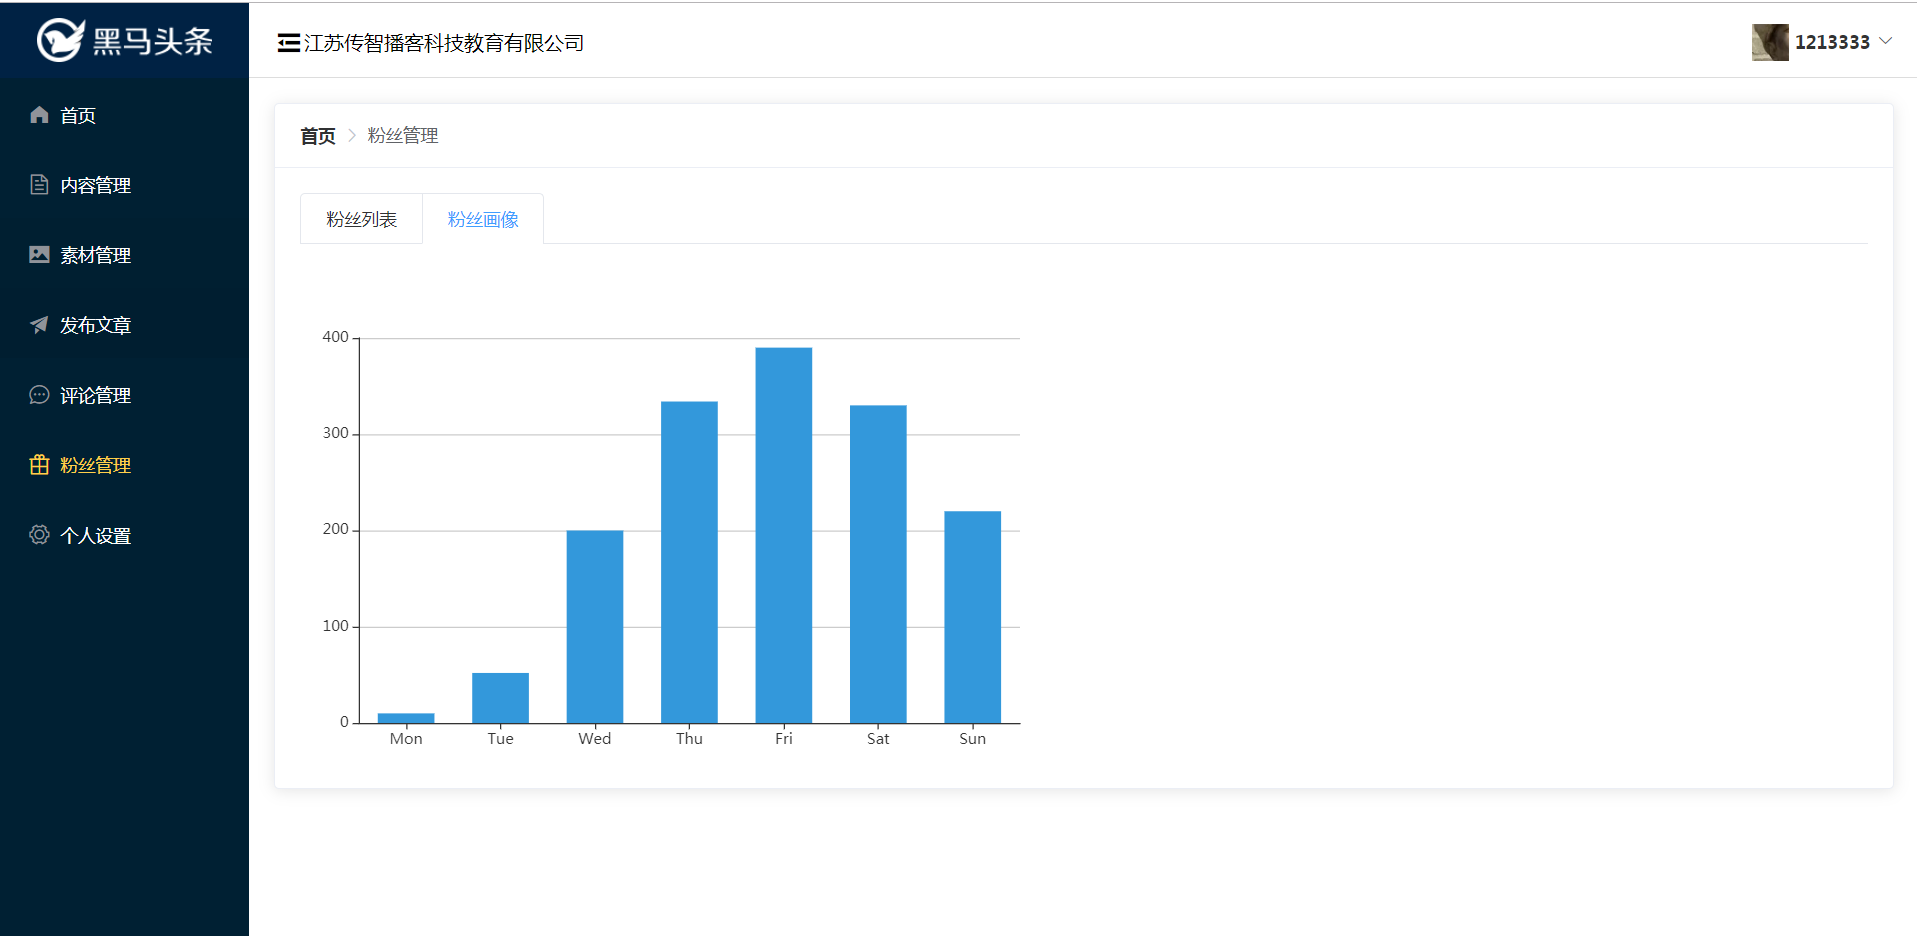 黑马头条
江苏传智播客科技教育有限公司
1213333
首页
内容管理
素材管理
发布文章
评论管理
粉丝管理
个人设置
首页 粉丝管理
粉丝列表 粉丝画像
400
300
200
100
0
Mon Tue Wed Thu Fri Sat Sun